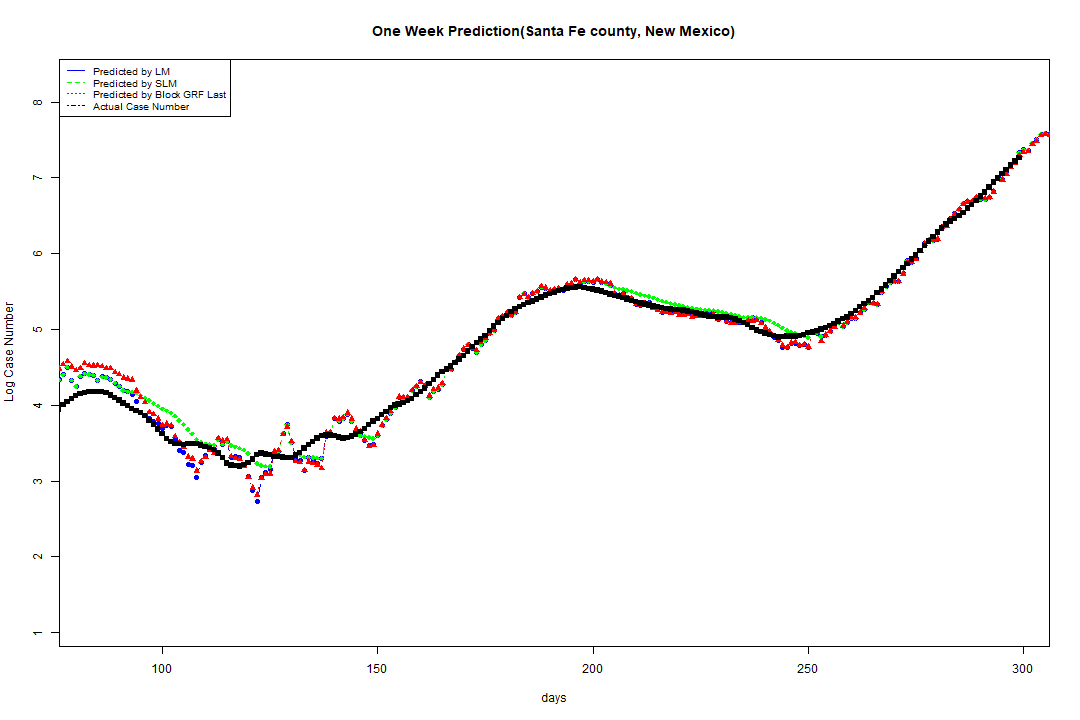 One Week Prediction(Santa Fe county, New Mexico)
Predicted by LM
Predicted by SLM
Predicted by Block GRF Last
Actual Case Number
Log Case Number
8
7
6
5
4
3
2
1
100 150 200 250 300
days